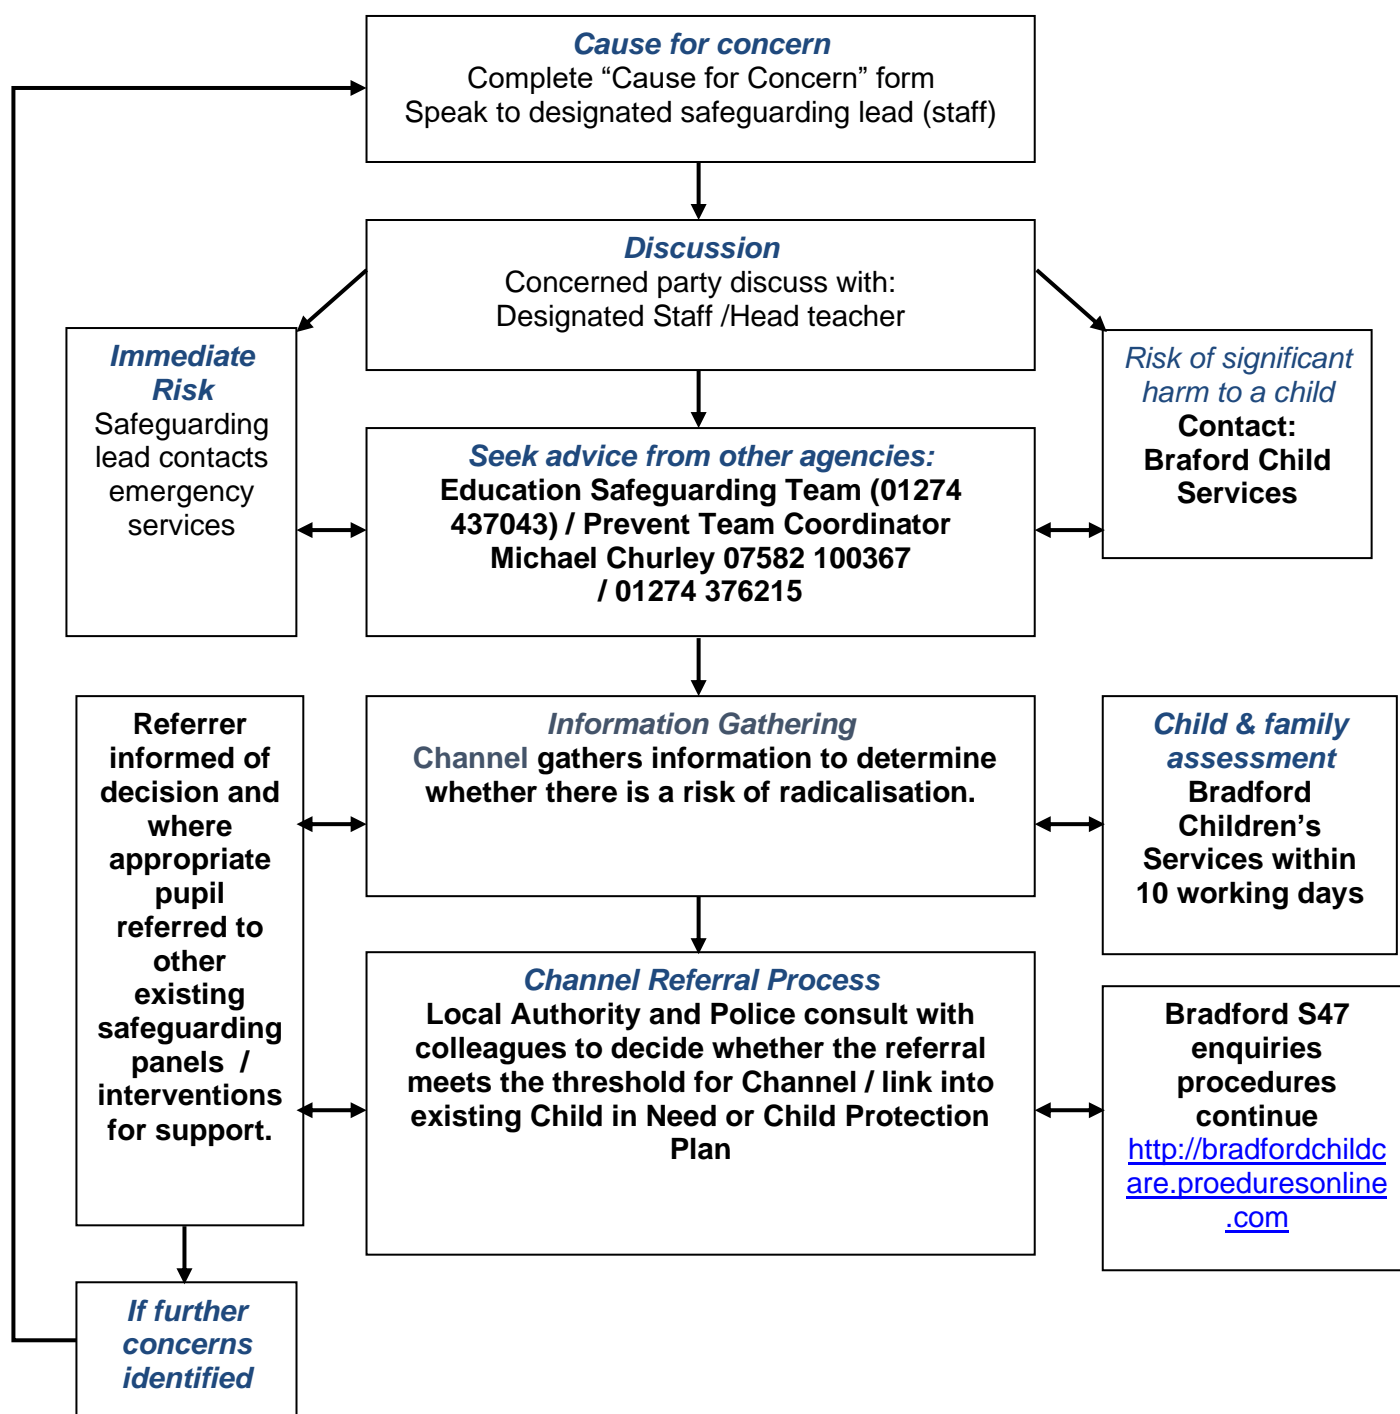 Cause for concern
Complete “Cause for Concern” form
Speak to designated safeguarding lead (staff)
Discussion
Concerned party discuss with:
Designated Staff /Head teacher
Immediate
Risk
Safeguarding
lead contacts
emergency
services
Risk of significant
harm to a child
Contact:
Braford Child
Services
Seek advice from other agencies:
Education Safeguarding Team (01274
437043) / Prevent Team Coordinator
Michael Churley 07582 100367
/ 01274 376215
Referrer
informed of
decision and
where
appropriate
pupil
referred to
other
existing
safeguarding
panels /
interventions
for support.
Information Gathering
Channel gathers information to determine
whether there is a risk of radicalisation.
Child & family
assessment
Bradford
Children’s
Services within
10 working days
Channel Referral Process
Local Authority and Police consult with
colleagues to decide whether the referral
meets the threshold for Channel / link into
existing Child in Need or Child Protection
Plan
Bradford S47
enquiries
procedures
continue
http://bradfordchildc
are.proeduresonline
.com
If further
concerns
identified